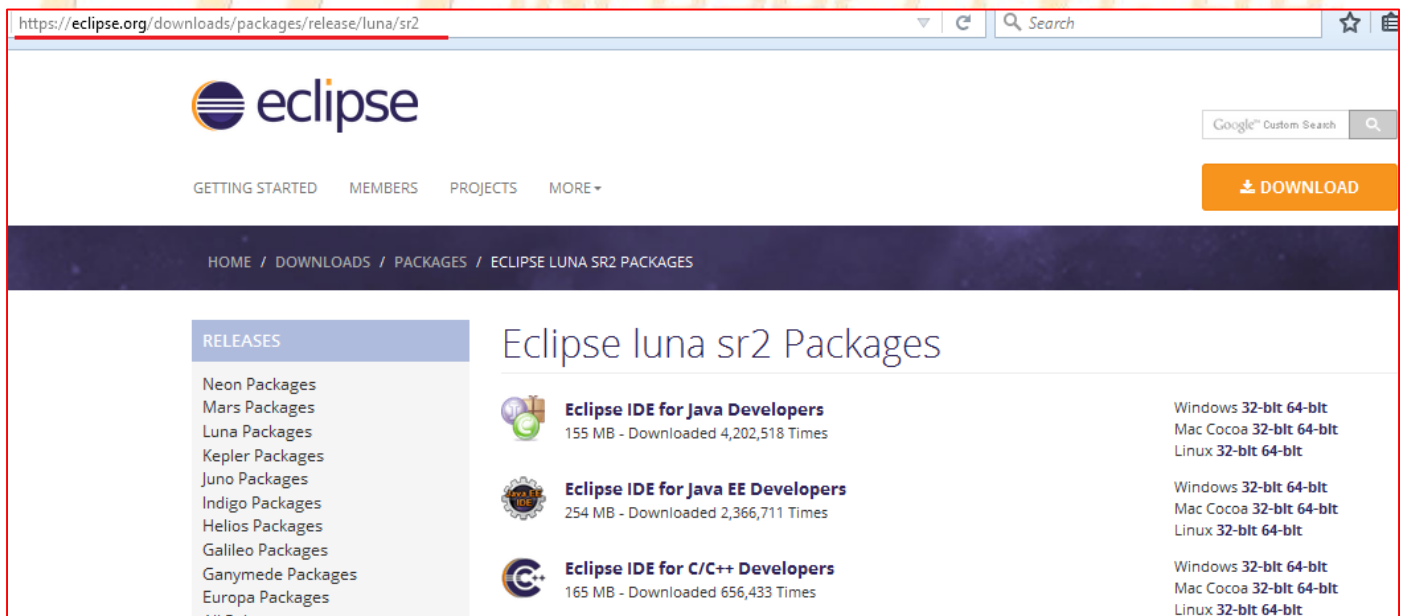 https://eclipse.org/downloads/packages/release/luna/sr2
Search
eclipse
Google™ Custom Search
GETTING STARTED MEMBERS PROJECTS MORE
DOWNLOAD
HOME / DOWNLOADS / PACKAGES / ECLIPSE LUNA SR2 PACKAGES
RELEASES
Neon Packages
Mars Packages
Luna Packages
Kepler Packages
Juno Packages
Indigo Packages
Helios Packages
Galileo Packages
Ganymede Packages
Europa Packages
Eclipse luna sr2 Packages
Eclipse IDE for Java Developers
155 MB - Downloaded 4,202,518 Times
Windows 32-bit 64-bit
Mac Cocoa 32-bit 64-bit
Linux 32-bit 64-bit
Java EE
IDE
Eclipse IDE for Java EE Developers
254 MB - Downloaded 2,366,711 Times
Windows 32-bit 64-bit
Mac Cocoa 32-bit 64-bit
Linux 32-bit 64-bit
Eclipse IDE for C/C++ Developers
165 MB - Downloaded 656,433 Times
Windows 32-bit 64-bit
Mac Cocoa 32-bit 64-bit
Linux 32-bit 64-bit